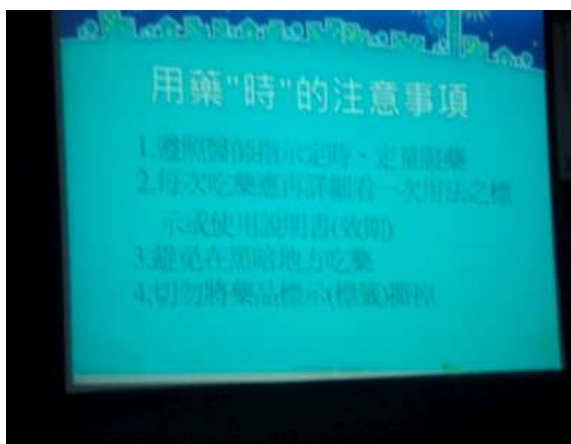 用藥"時"的注意事項
1.遵照醫師指示定時、定量服藥
2.每次吃藥應再詳細看一次用法之標
示或使用說明書(效期)
3.避免在黑暗地方吃藥
4.切勿將藥品標示(標籤)撕掉